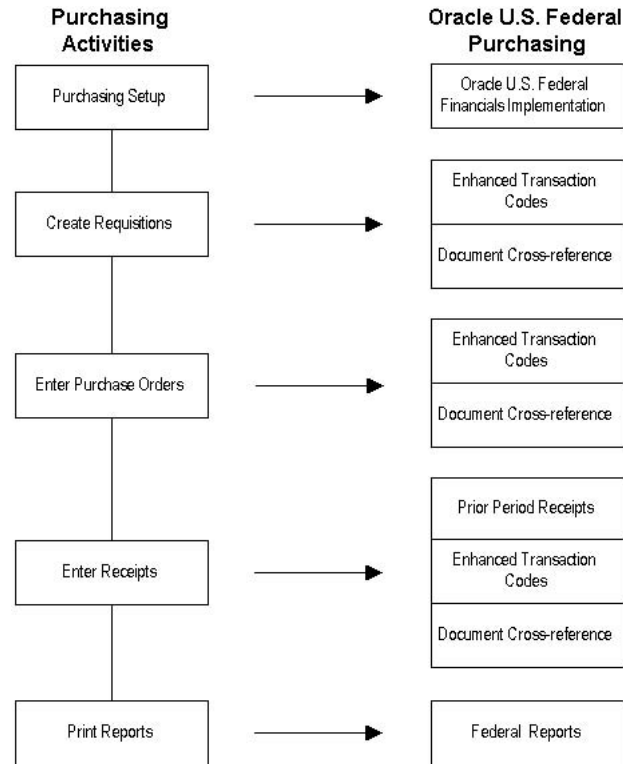 Purchasing
Activities
Oracle U.S. Federal
Purchasing
Purchasing Setup
Oracle U.S. Federal
Financials Implementation
Create Requisitions
Enhanced Transaction
Codes
Document Cross-reference
Enter Purchase Orders
Enhanced Transaction
Codes
Document Cross-reference
Enter Receipts
Prior Period Receipts
Enhanced Transaction
Codes
Document Cross-reference
Print Reports
Federal Reports